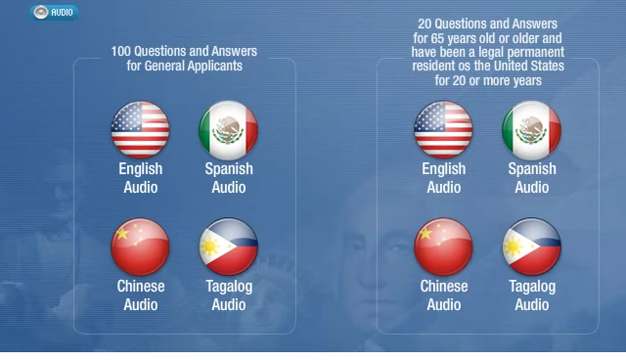 AUDIO
100 Questions and Answers
for General Applicants
English
Audio
Spanish
Audio
Chinese
Audio
Tagalog
Audio
20 Questions and Answers
for 65 years old or older and
have been a legal permanent
resident os the United States
for 20 or more years
English
Audio
Spanish
Audio
Chinese
Audio
Tagalog
Audio